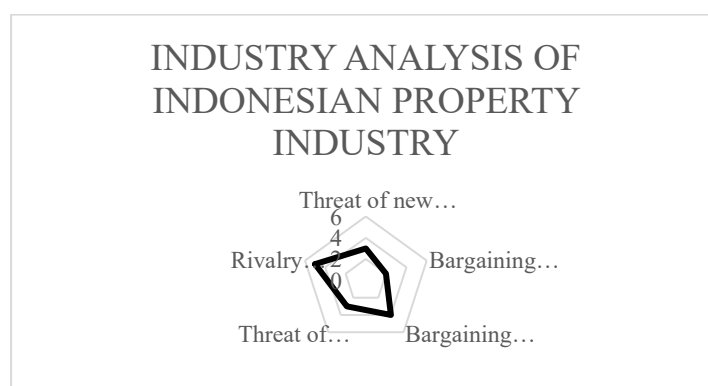 INDUSTRY ANALYSIS OF
INDONESIAN PROPERTY
INDUSTRY
Threat of new…
6
4
2
0
Rivalry…
Bargaining…
Threat of…
Bargaining…